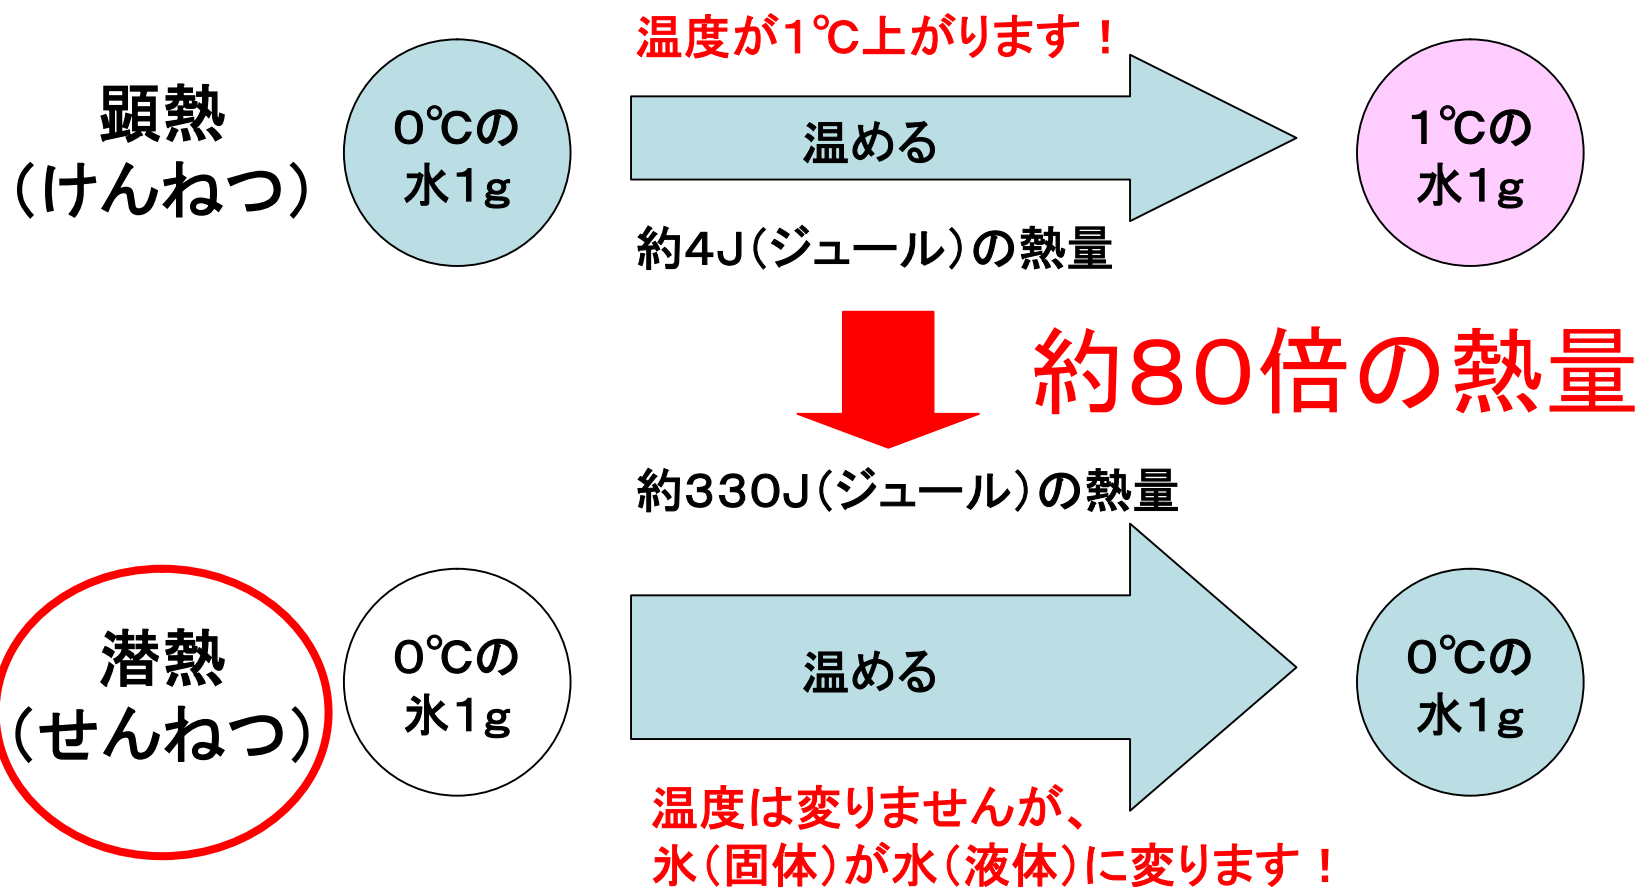 温度が1℃上がります！
顕熱
（けんねつ）
0℃の
水1g
温める
1℃の
水1g
約4J（ジュール）の熱量
約80倍の熱量
約330J（ジュール）の熱量
潜熱
（せんねつ）
0℃の
氷1g
温める
0℃の
水1g
温度は変りませんが、
氷（固体）が水（液体）に変ります！